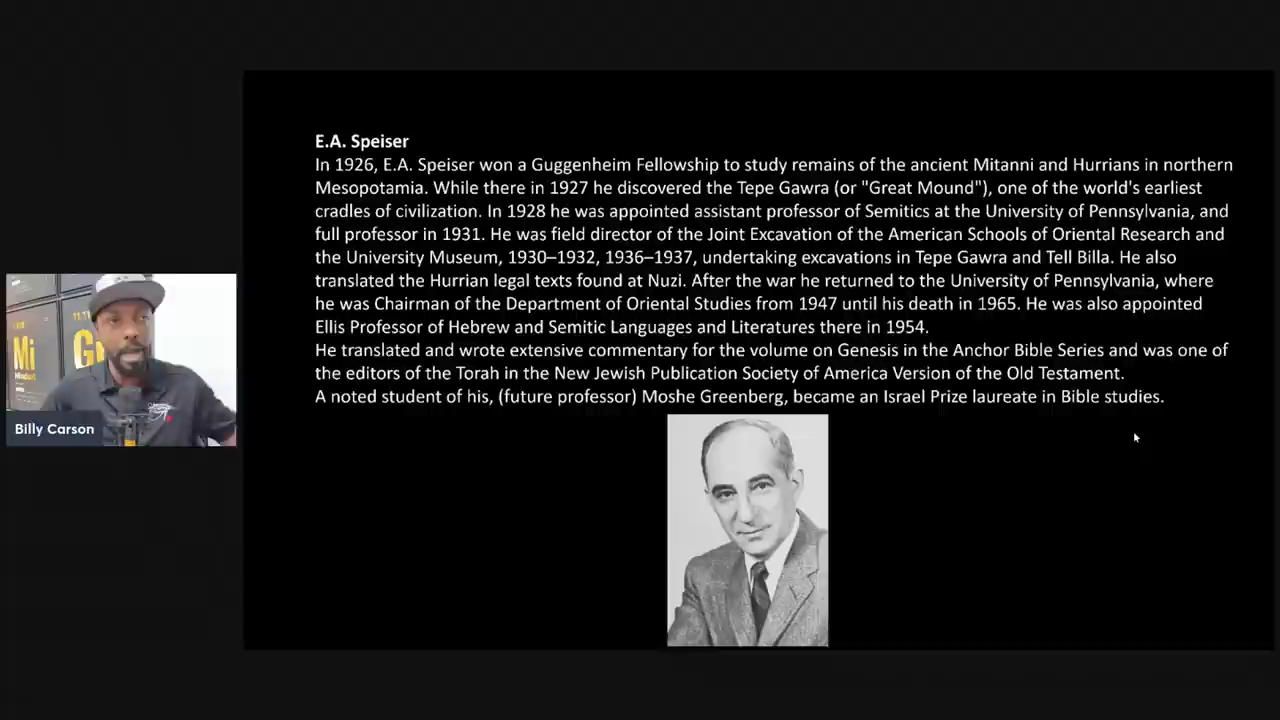 E.A. Speiser
In 1926, E.A. Speiser won a Guggenheim Fellowship to study remains of the ancient Mitanni and Hurrians in northern
Mesopotamia. While there in 1927 he discovered the Tepe Gawra (or "Great Mound"), one of the world's earliest
cradles of civilization. In 1928 he was appointed assistant professor of Semitics at the University of Pennsylvania, and
full professor in 1931. He was field director of the Joint Excavation of the American Schools of Oriental Research and
the University Museum, 1930–1932, 1936–1937, undertaking excavations in Tepe Gawra and Tell Billa. He also
translated the Hurrian legal texts found at Nuzi. After the war he returned to the University of Pennsylvania, where
he was Chairman of the Department of Oriental Studies from 1947 until his death in 1965. He was also appointed
Ellis Professor of Hebrew and Semitic Languages and Literatures there in 1954.
He translated and wrote extensive commentary for the volume on Genesis in the Anchor Bible Series and was one of
the editors of the Torah in the New Jewish Publication Society of America Version of the Old Testament.
A noted student of his, (future professor) Moshe Greenberg, became an Israel Prize laureate in Bible studies.
Mi
G
Billy Carson